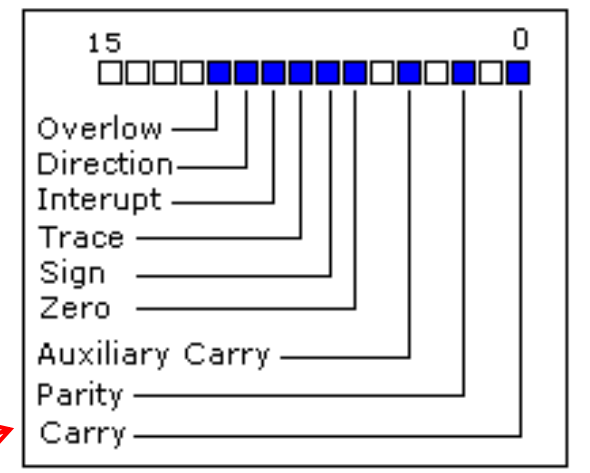 15 0
Overlow
Direction
Interupt
Trace
Sign
Zero
Auxiliary Carry
Parity
Carry